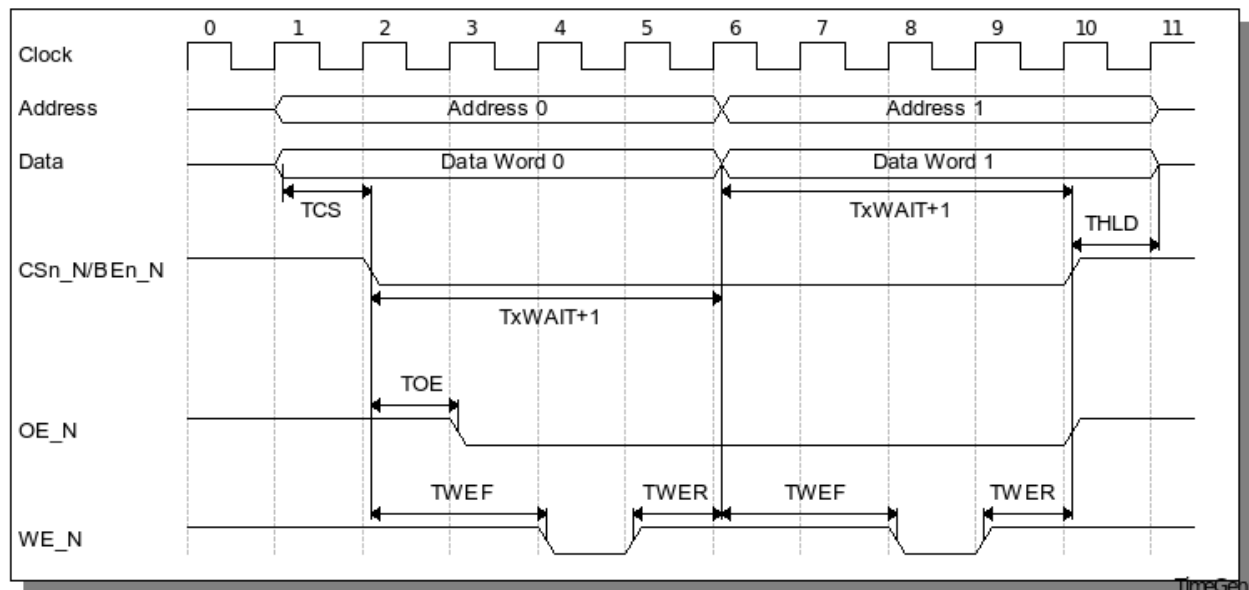 0 1 2 3 4 5 6 7 8 9 10 11
Clock
Address Address 0 Address 1
Data Data Word 0 Data Word 1
TCS TxWAIT+1
THLD
CSn_N/BEn_N
TxWAIT+1
TOE
OE_N
TWEF TWER TWEF TWER
WE_N
TimeGen